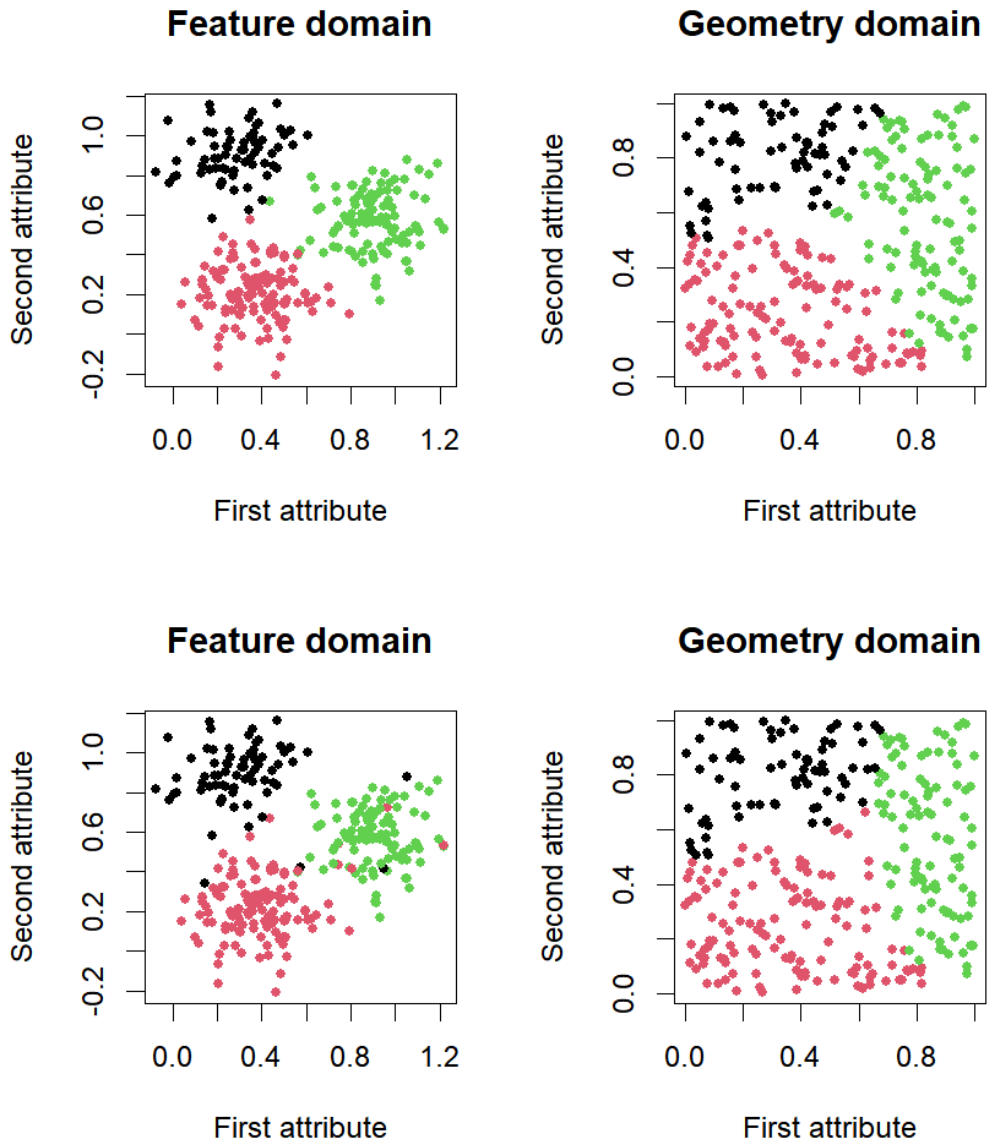 Feature domain
Geometry domain
Second attribute
-0.2 0.2 0.6 1.0
0.0 0.4 0.8 1.2
First attribute
Second attribute
0.0 0.4 0.8
0.0 0.4 0.8
First attribute
Feature domain
Geometry domain
Second attribute
-0.2 0.2 0.6 1.0
0.0 0.4 0.8 1.2
First attribute
Second attribute
0.0 0.4 0.8
0.0 0.4 0.8
First attribute